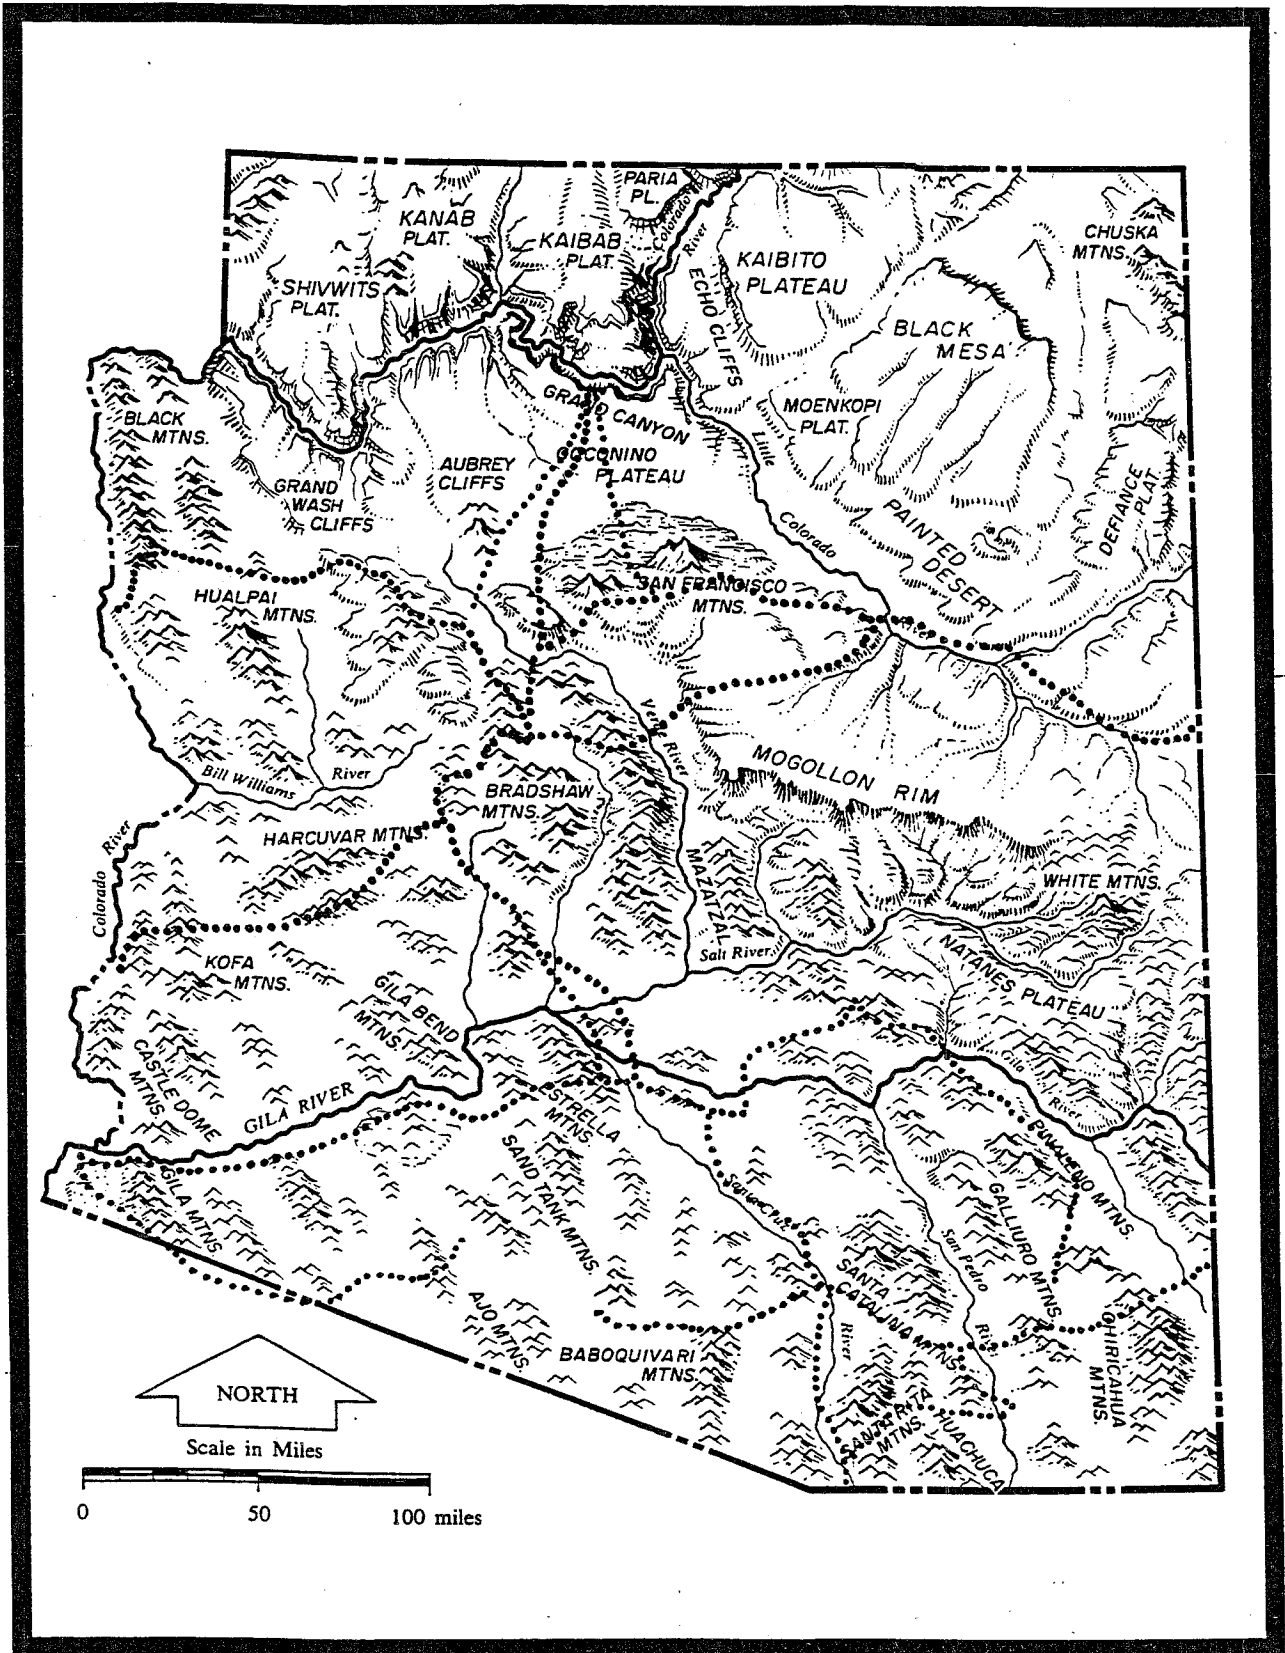 PARIA
PL.
KANAB
PLAT.
KAIBAB
PLAT.
Colorado
River
CHUSKA
MTNS.
KAIBITO
PLATEAU
SHIVWITS
PLAT.
ECHO CLIFFS
BLACK
MESA
GRAND CANYON
MOENKOPI
PLAT.
BLACK
MTNS.
Little
Colorado
River
COCONINO
PLATEAU
AUBREY
CLIFFS
GRAND
WASH
CLIFFS
DEFIANCE
PLAT.
PAINTED
DESERT
SAN FRANCISCO
MTNS.
HUALPAI
MTNS.
Verde River
MOGOLLON RIM
Bill Williams
River
BRADSHAW
MTNS.
HARCUVAR MTNS.
Colorado
River
MAZATZAL
WHITE MTNS.
Salt River
NATANES PLATEAU
KOFA
MTNS.
GILA BEND
MTNS.
CASTLE DOME
MTNS.
Gila
River
GILA RIVER
ESTRELLA
MTNS.
SAND TANK MTNS.
PINALENO MTNS.
GILA MTNS.
Santa Cruz
River
GALLIURO MTNS.
San Pedro
River
SANTA
CATALINA MTNS.
AJO MTNS.
CHIRICAHUA
MTNS.
BABOQUIVARI
MTNS.
SANTA RITA
MTNS.
HUACHUCA
NORTH
Scale in Miles
0 50 100 miles